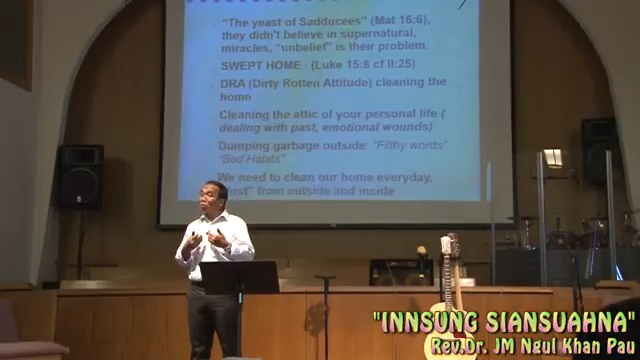 "The yeast of Sadducees" (Mat 16:6),
they didn't believe in supernatural,
miracles, "unbelief" is their problem.
SWEPT HOME . (Luke 15:8 cf II:25)
DRA (Dirty Rotten Attitude) cleaning the
home
Cleaning the attic of your personal life (
dealing with past, emotional wounds)
Dumping garbage outside "Filthy words"
"Bad Habits"
We need to clean our home everyday,
"dust" from outside and inside
"INNSUNG SIANSUAHNA"
Rev.Dr. JM Ngul Khan Pau